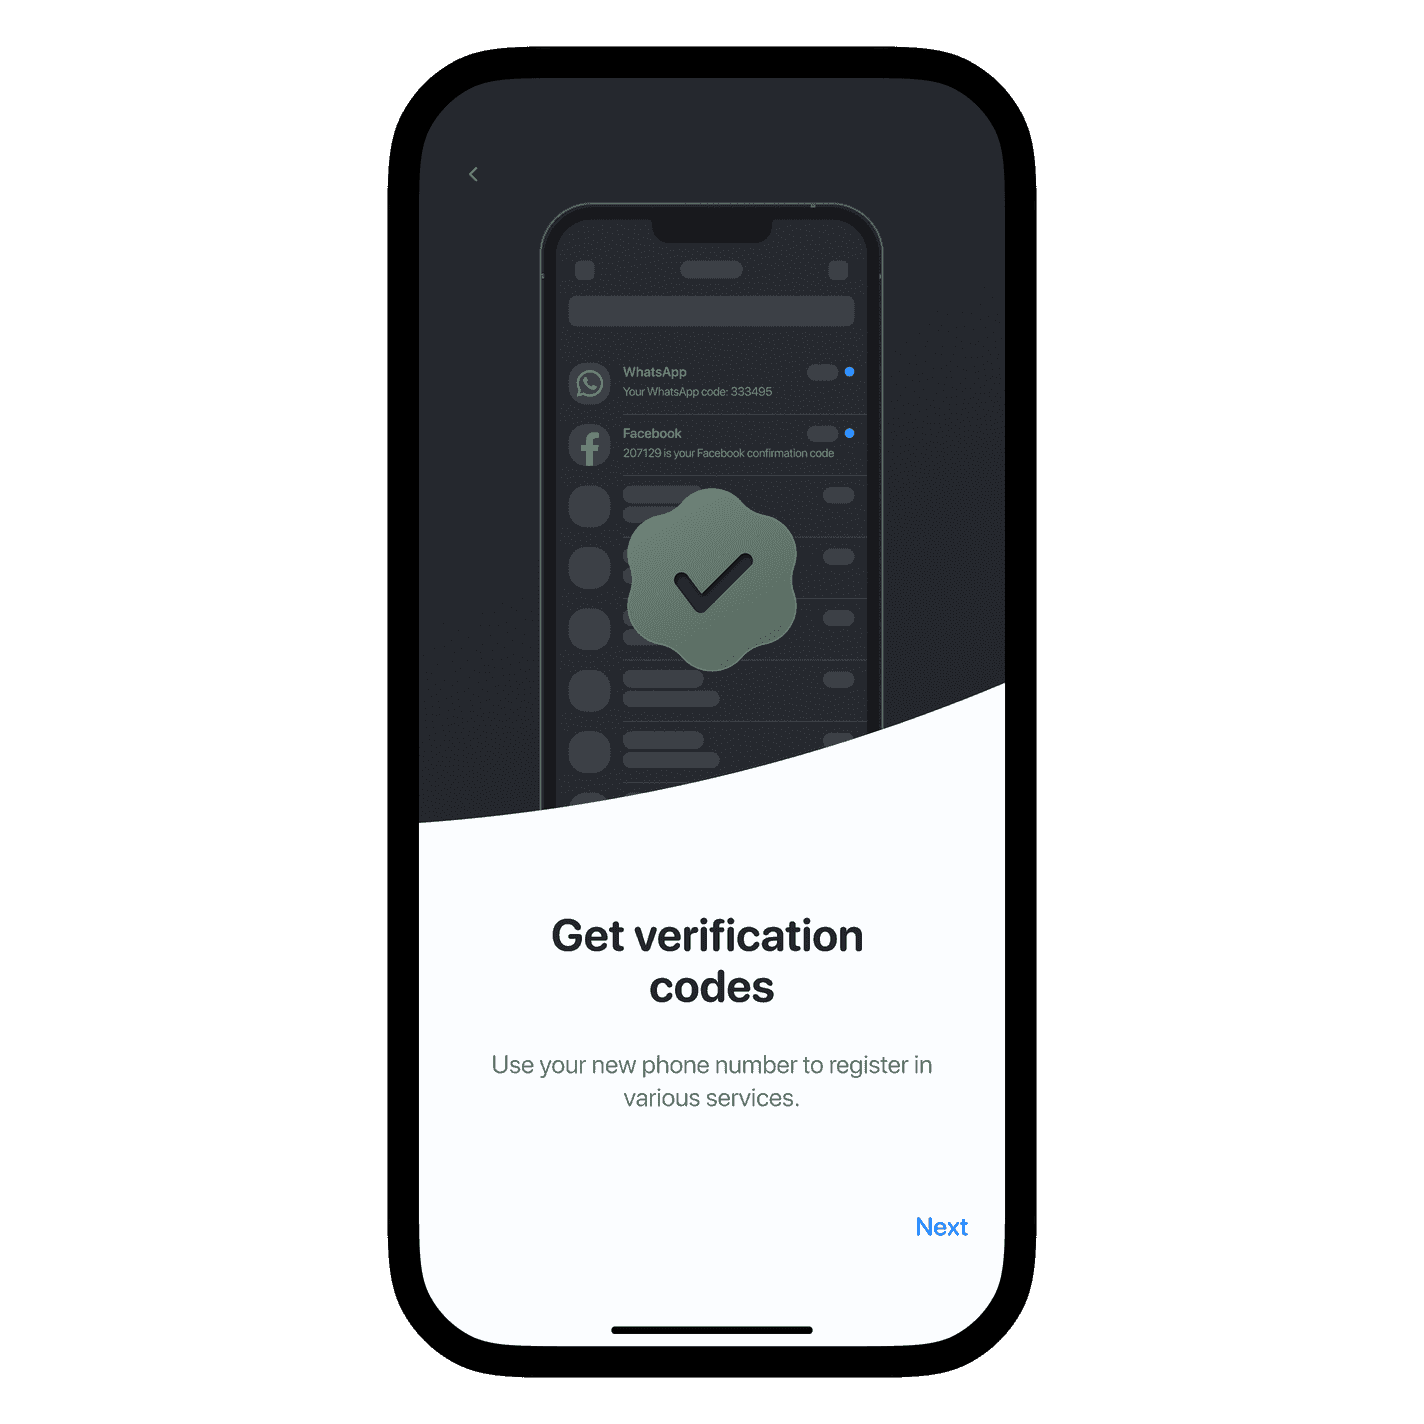 WhatsApp
Your WhatsApp code: 333495
Facebook
207129 is your Facebook confirmation code
Get verification
codes
Use your new phone number to register in
various services.
Next